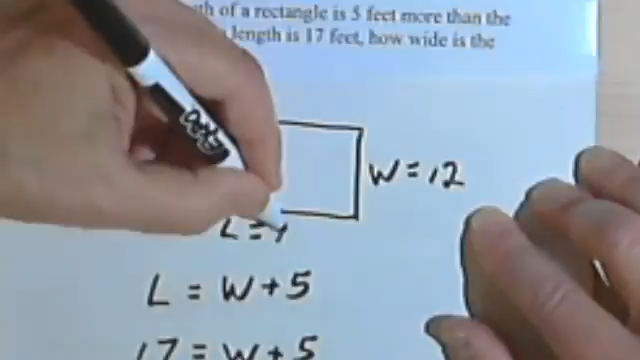 of a rectangle is 5 feet more than the
length is 17 feet, how wide is the
W = 12
L =
L = W + 5
17 = W + 5